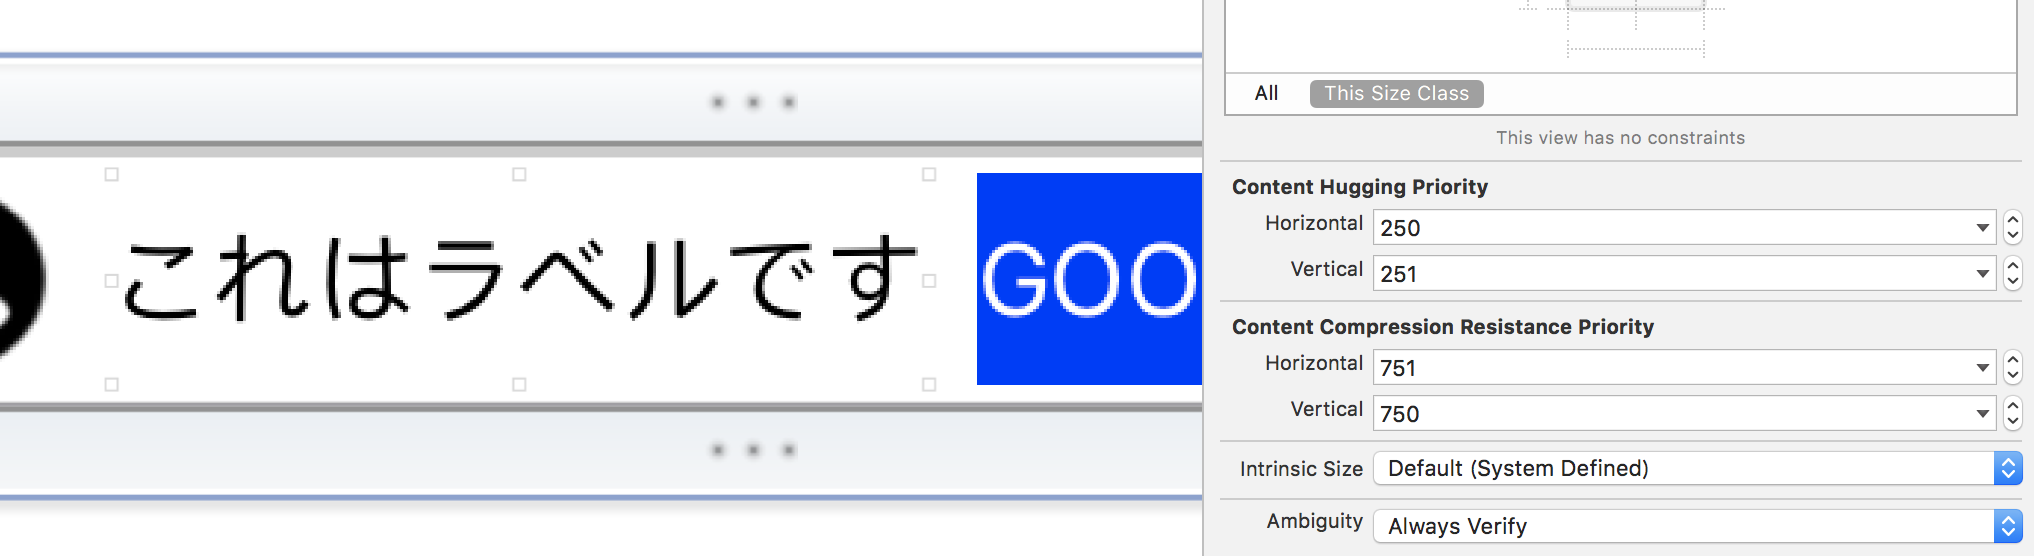 これはラベルです
GOO
All
This Size Class
This view has no constraints
Content Hugging Priority
Horizontal 250
Vertical 251
Content Compression Resistance Priority
Horizontal 751
Vertical 750
Intrinsic Size Default (System Defined)
Ambiguity Always Verify